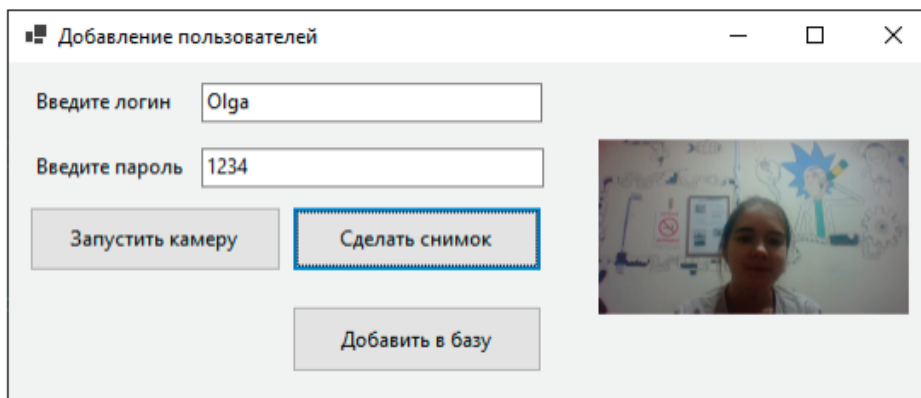 Добавление пользователей
Введите логин Olga
Введите пароль 1234
Запустить камеру Сделать снимок
Добавить в базу